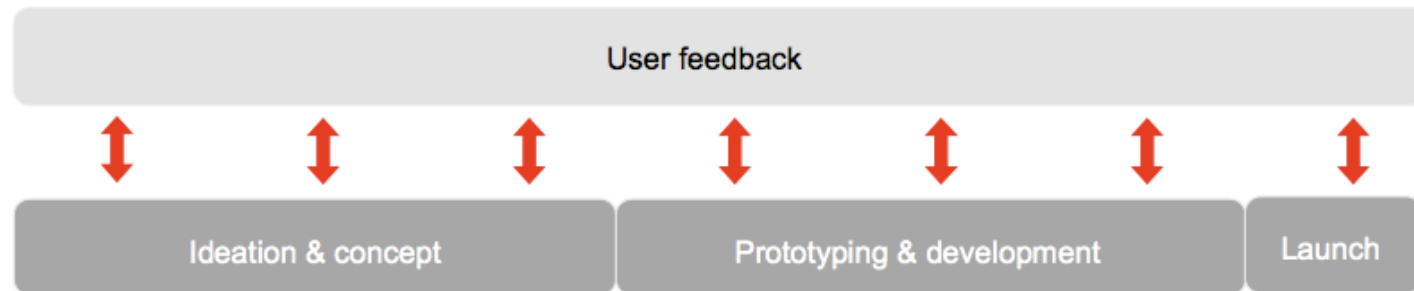 User feedback
Ideation & concept
Prototyping & development
Launch